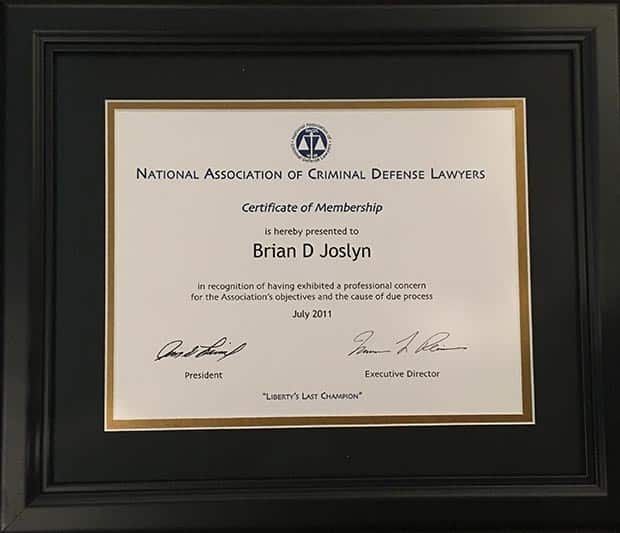 NATIONAL ASSOCIATION OF CRIMINAL DEFENSE LAWYERS
Certificate of Membership
is hereby presented to
Brian D Joslyn
in recognition of having exhibited a professional concern
for the Association's objectives and the cause of due process
July 2011
President
Executive Director
"LIBERTY'S LAST CHAMPION"